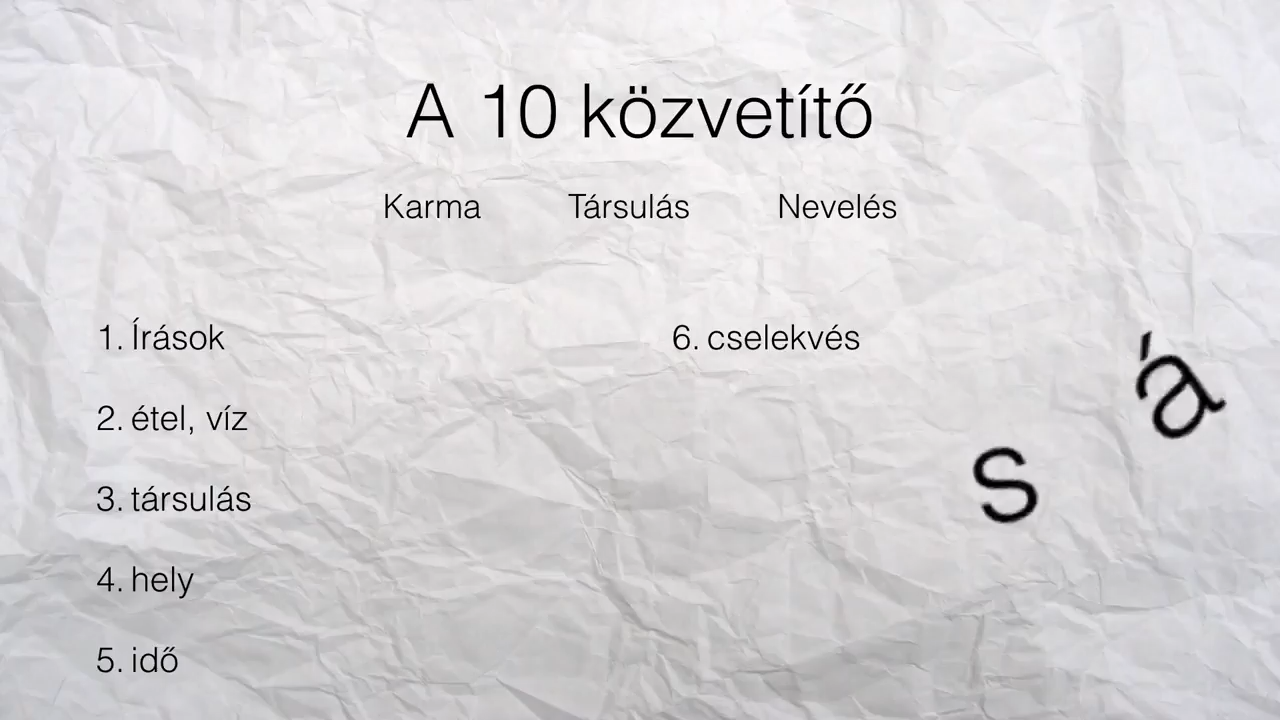 A 10 közvetítő
Karma Társulás Nevelés
1. Írások
2. étel, víz
3. társulás
4. hely
5. idő
6. cselekvés
á
s